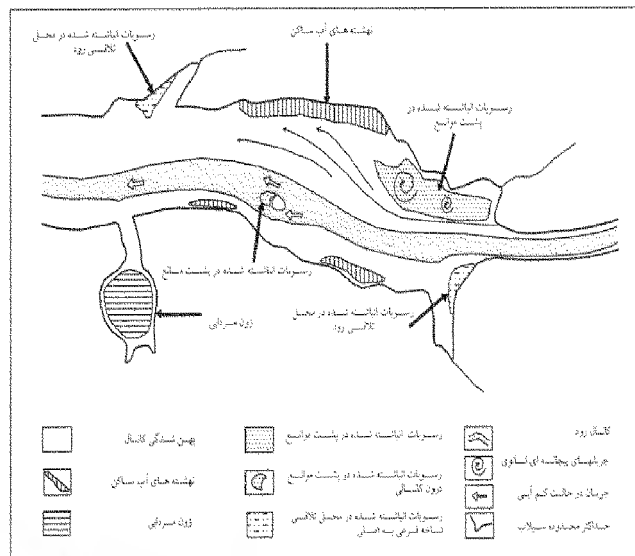 رسوبات انباشته شده در محل
تلاقی رود
نهشته های آب ساکن
رسوبات انباشته شده در
پشت موانع
رسوبات انباشته شده در پشت مانع
رسوبات انباشته شده در محل
تلاقی رود
زون مردابی
کانال رود
رسوبات انباشته شده در پشت موانع
پهن شدگی کانال
جریانهای پیچابه ای ثانوی
رسوبات انباشته شده در پشت موانع
درون کانالی
نهشته های آب ساکن
جریان در حالت کم آبی
رسوبات انباشته شده در محل تلاقی
شاخه فرعی به اصلی
زون مردابی
حداکثر محدوده سیلاب